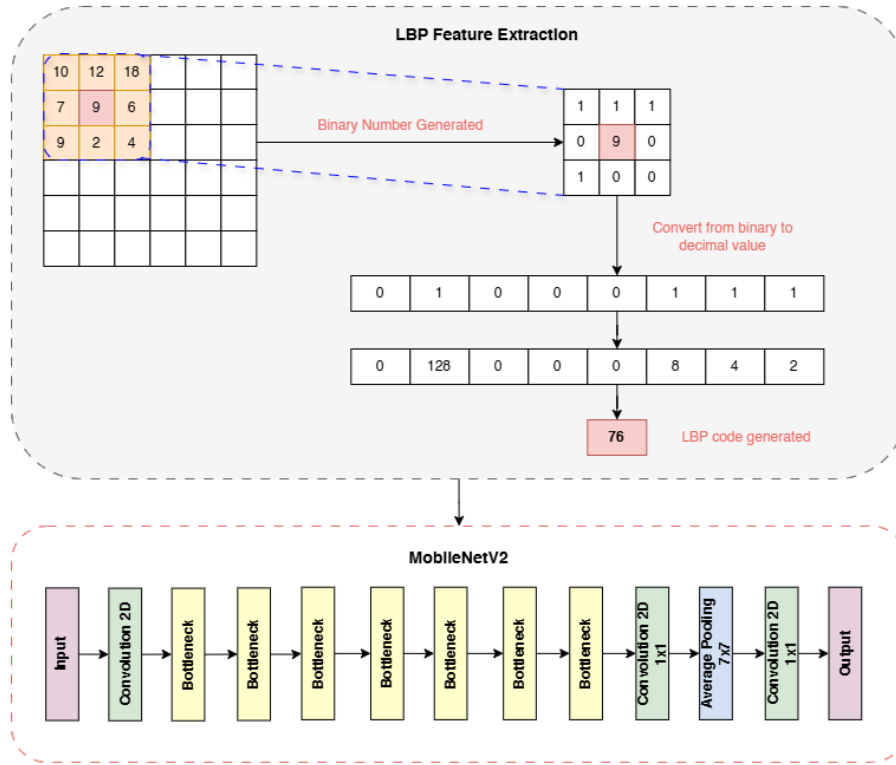 LBP Feature Extraction
10 12 18
7 9 6
9 2 4
Binary Number Generated
1 1 1
0 9 0
1 0 0
Convert from binary to
decimal value
0 1 0 0 0 1 1 1
0 128 0 0 0 8 4 2
76
LBP code generated
MobileNetV2
Input
Convolution 2D
Bottleneck
Bottleneck
Bottleneck
Bottleneck
Bottleneck
Bottleneck
Bottleneck
Convolution 2D
1x1
Average Pooling
7x7
Convolution 2D
1x1
Output